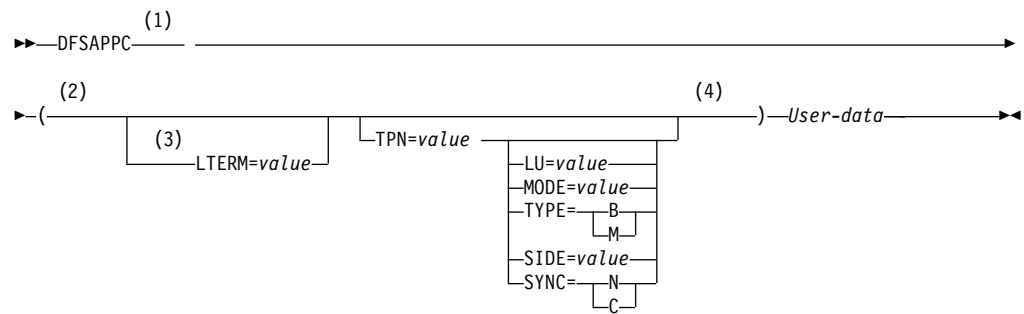 (1)
DFSAPPC
(2) (4)
( ) User-data
(3) TPN=value
LTERM=value LU=value
MODE=value
TYPE= B
M
SIDE=value
SYNC= N
C